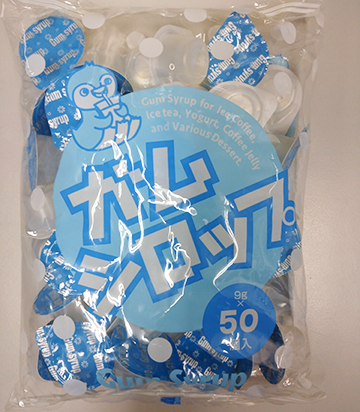 Gum Syrup for Ice Coffee,
Ice tea, Yogurt, Coffee Jelly
and Various Dessert.
ガム
シロップ
9g
×
50
個入
Gum Syrup